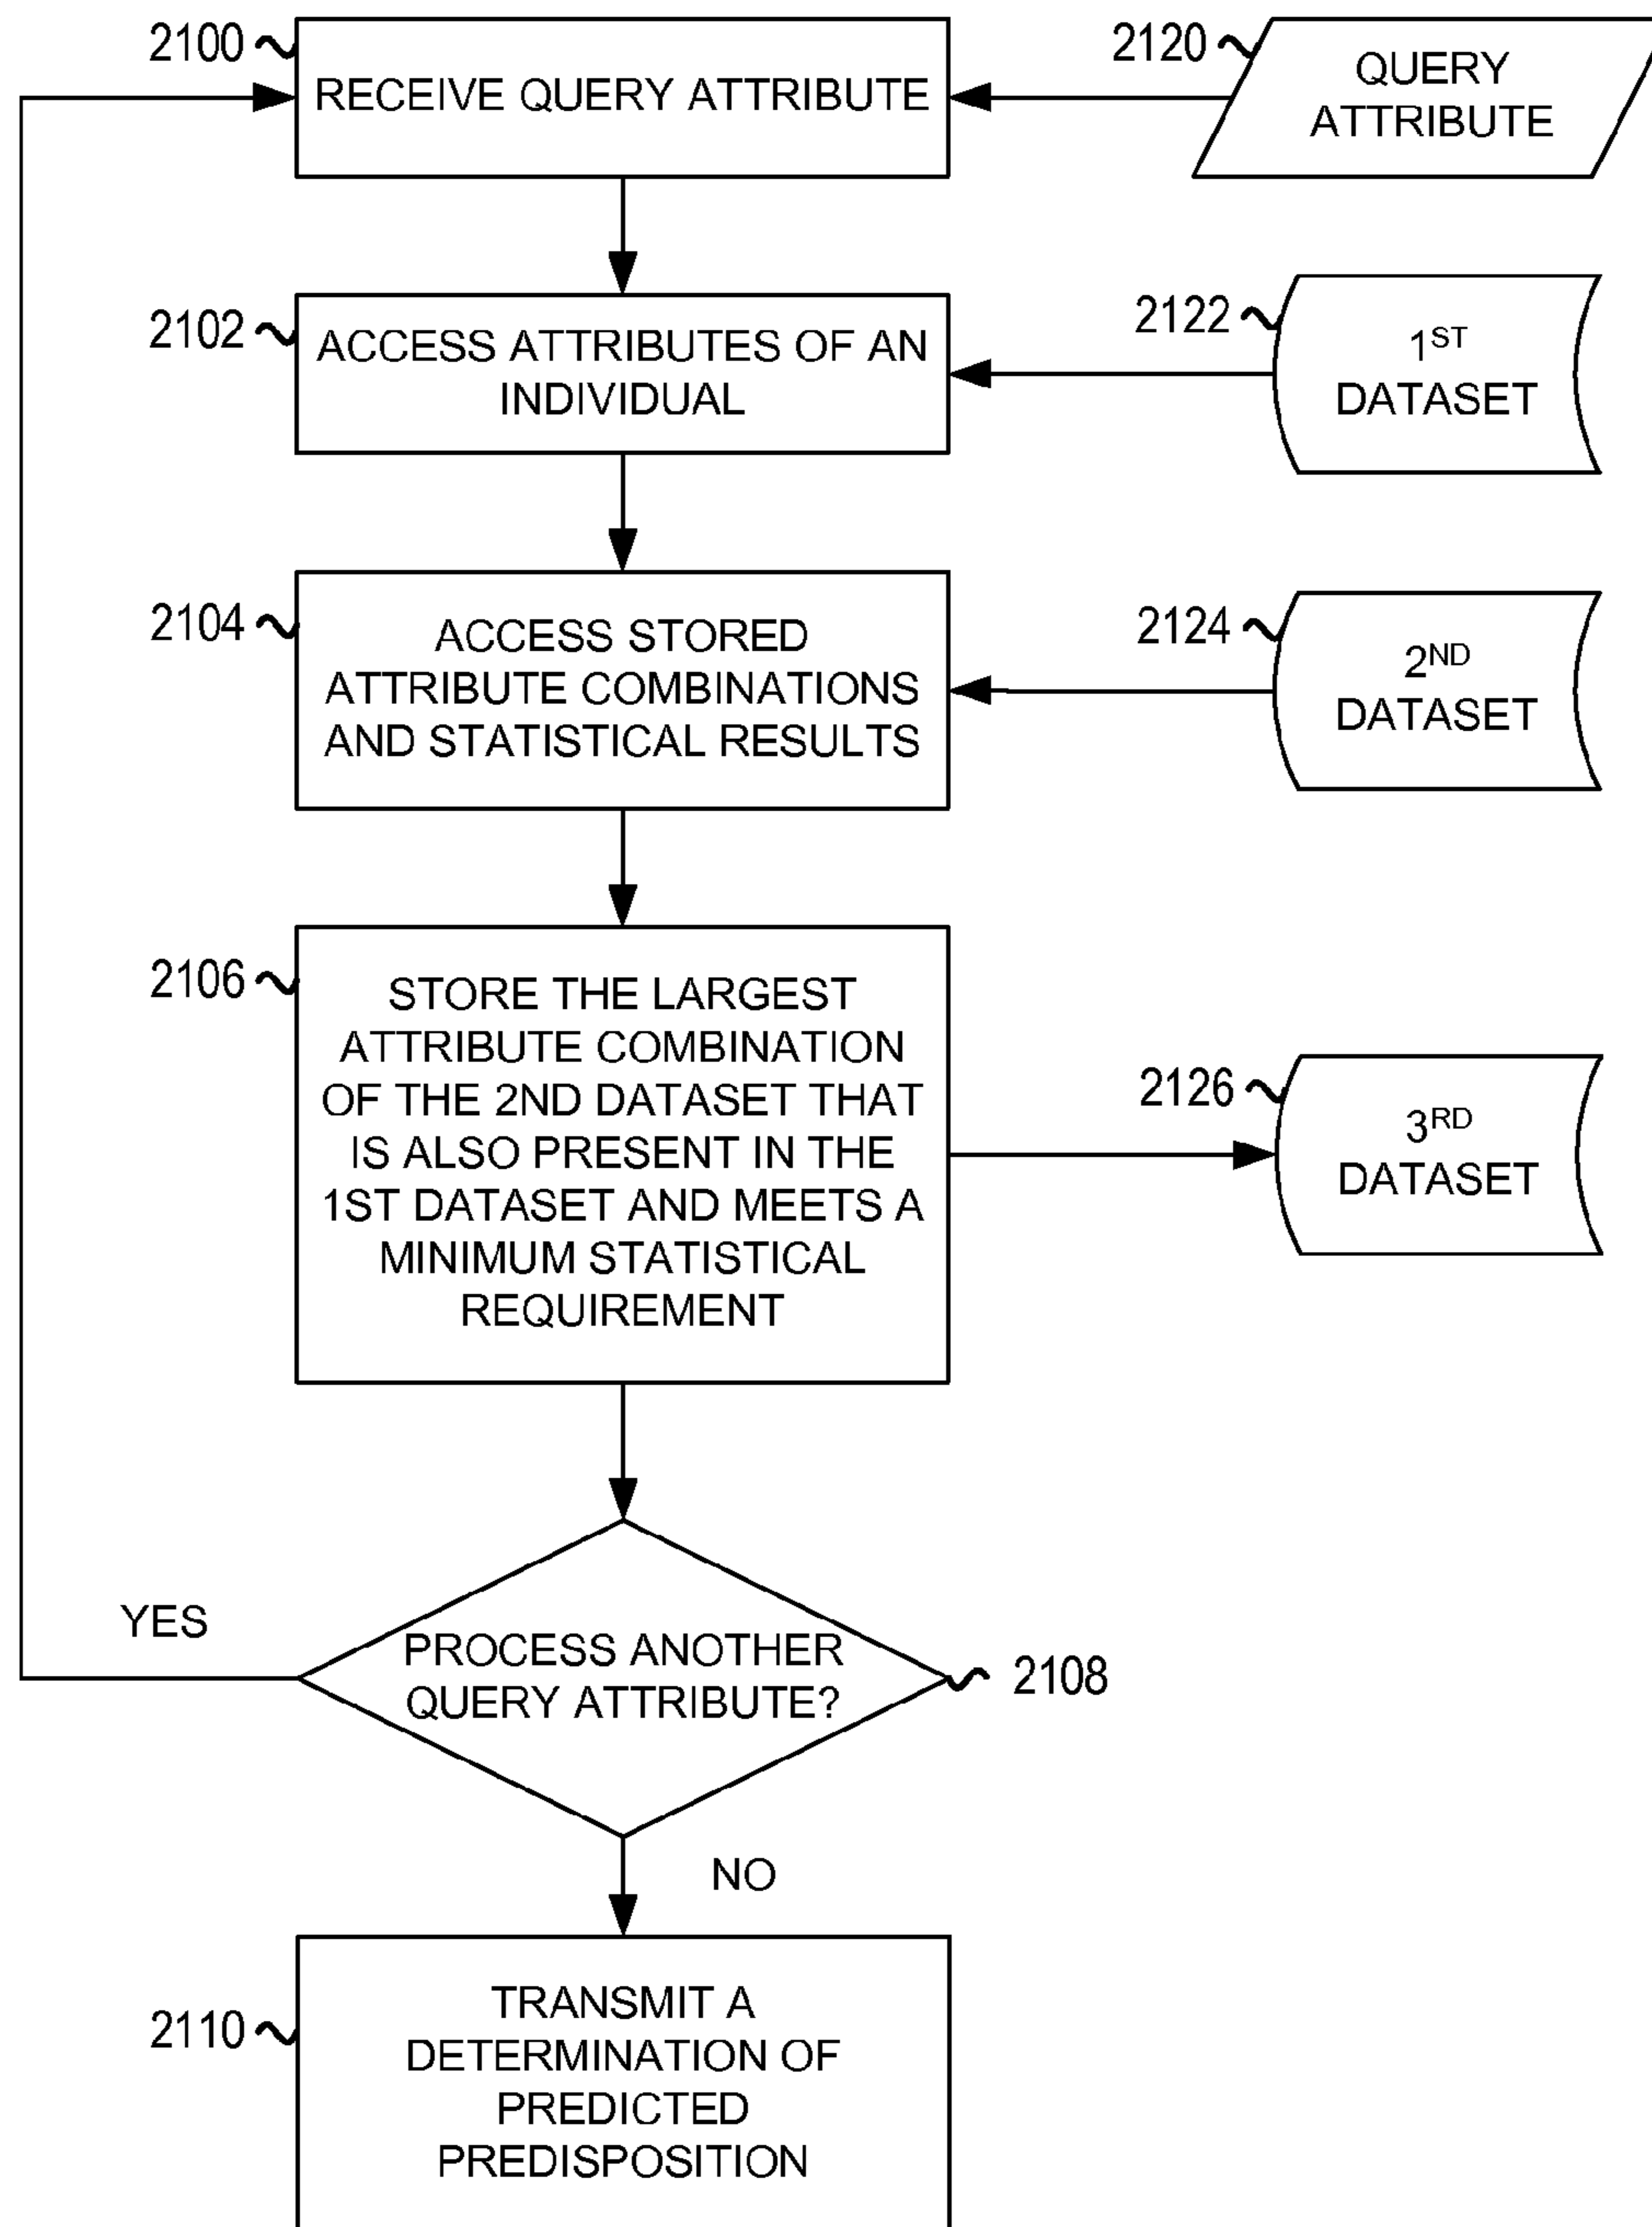 2100
RECEIVE QUERY ATTRIBUTE
2120
QUERY
ATTRIBUTE
2102
ACCESS ATTRIBUTES OF AN
INDIVIDUAL
2122
1ST
DATASET
2104
ACCESS STORED
ATTRIBUTE COMBINATIONS
AND STATISTICAL RESULTS
2124
2ND
DATASET
2106
STORE THE LARGEST
ATTRIBUTE COMBINATION
OF THE 2ND DATASET THAT
IS ALSO PRESENT IN THE
1ST DATASET AND MEETS A
MINIMUM STATISTICAL
REQUIREMENT
2126
3RD
DATASET
YES
PROCESS ANOTHER
QUERY ATTRIBUTE?
2108
NO
2110
TRANSMIT A
DETERMINATION OF
PREDICTED
PREDISPOSITION